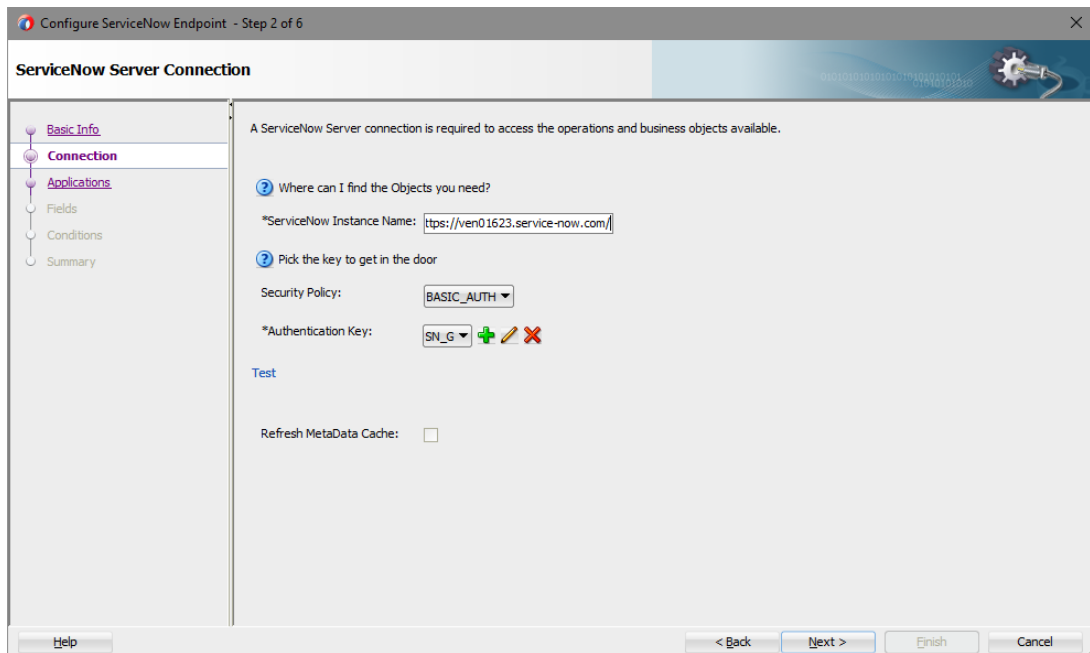 Configure ServiceNow Endpoint - Step 2 of 6
ServiceNow Server Connection
Basic Info
Connection
Applications
Fields
Conditions
Summary
A ServiceNow Server connection is required to access the operations and business objects available.
Where can I find the Objects you need?
*ServiceNow Instance Name: ttps://ven01623.service-now.com/
Pick the key to get in the door
Security Policy: BASIC_AUTH
*Authentication Key: SN_G
Test
Refresh MetaData Cache:
Help < Back Next > Finish Cancel